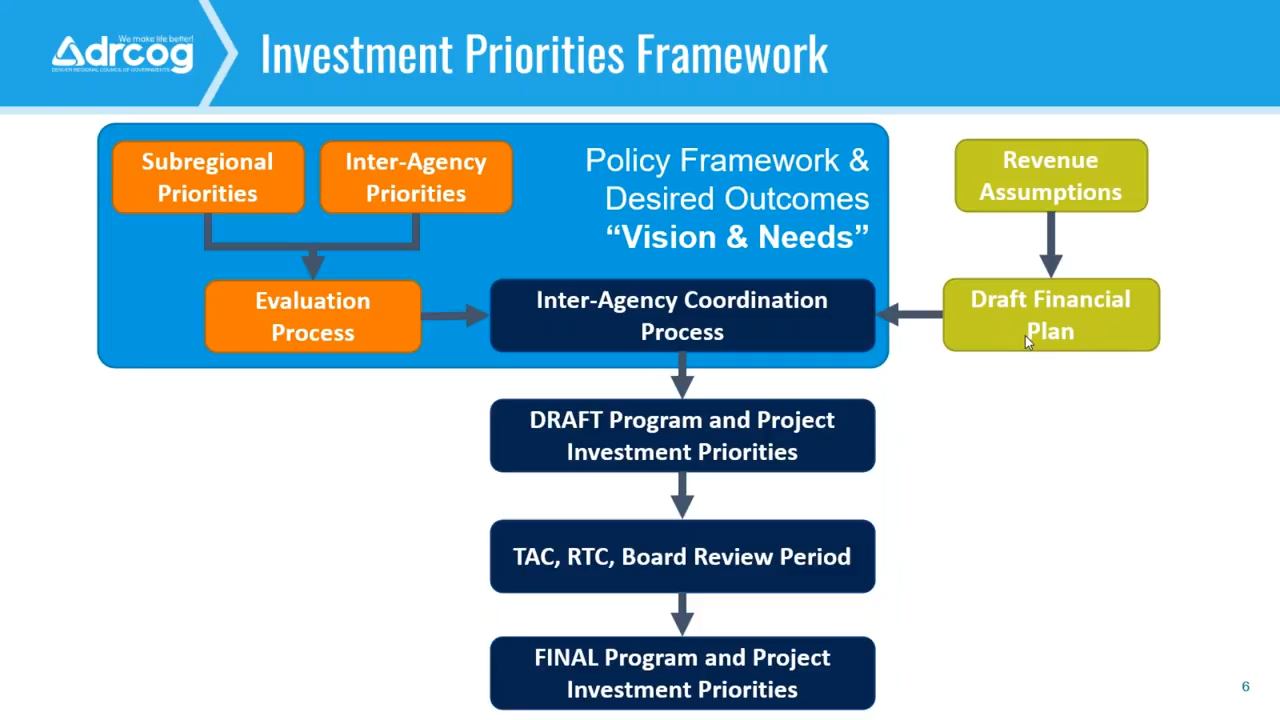 We make life better!
drcog
DENVER REGIONAL COUNCIL OF GOVERNMENTS
Investment Priorities Framework
Subregional
Priorities
Inter-Agency
Priorities
Policy Framework &
Desired Outcomes
“Vision & Needs”
Revenue
Assumptions
Evaluation
Process
Inter-Agency Coordination
Process
Draft Financial
Plan
DRAFT Program and Project
Investment Priorities
TAC, RTC, Board Review Period
FINAL Program and Project
Investment Priorities
6